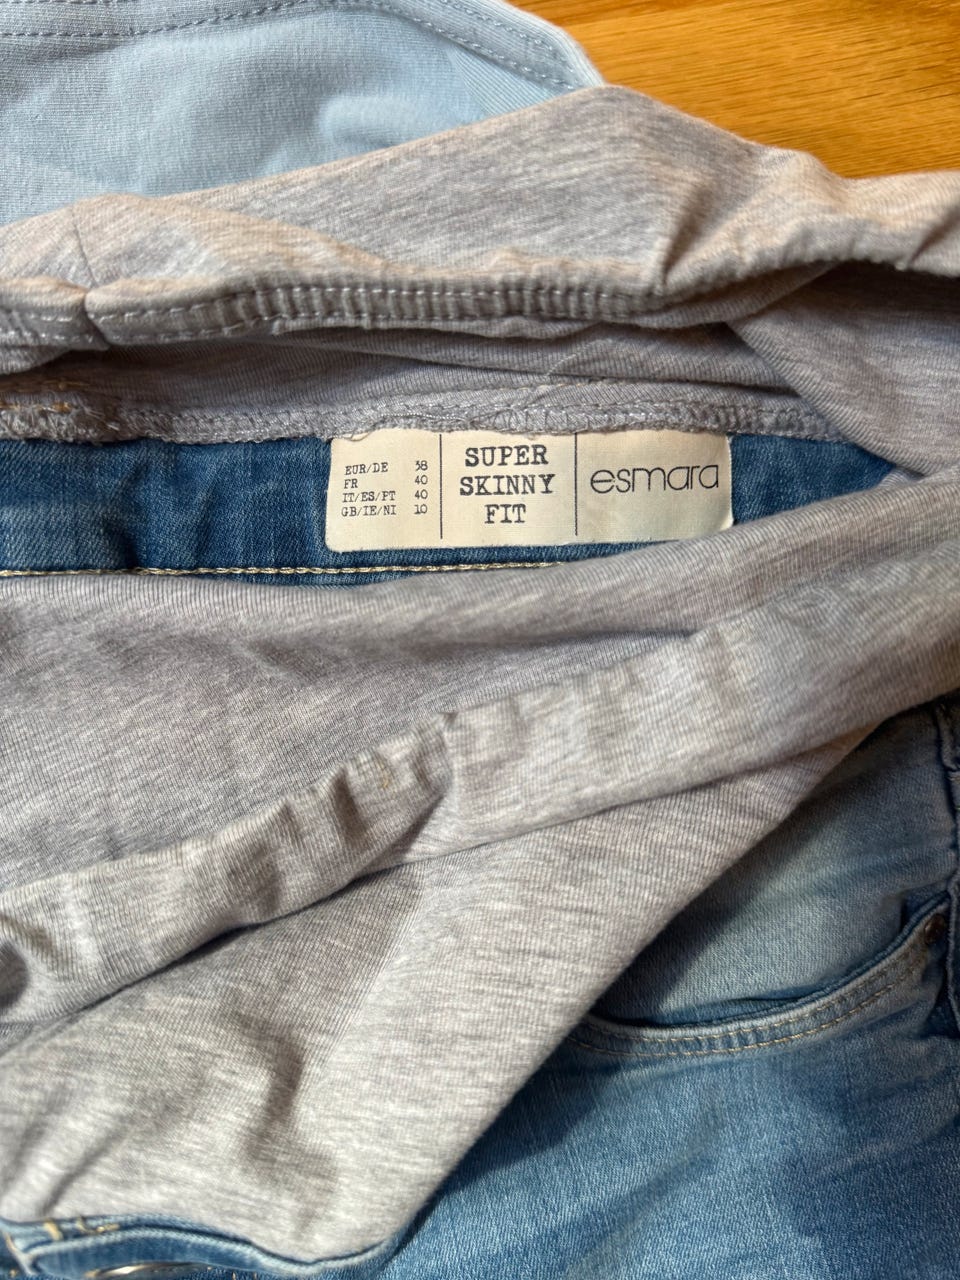 EUR/DE 38
FR 40
IT/ES/PT 40
GB/IE/NI 10
SUPER
SKINNY
FIT
esmara